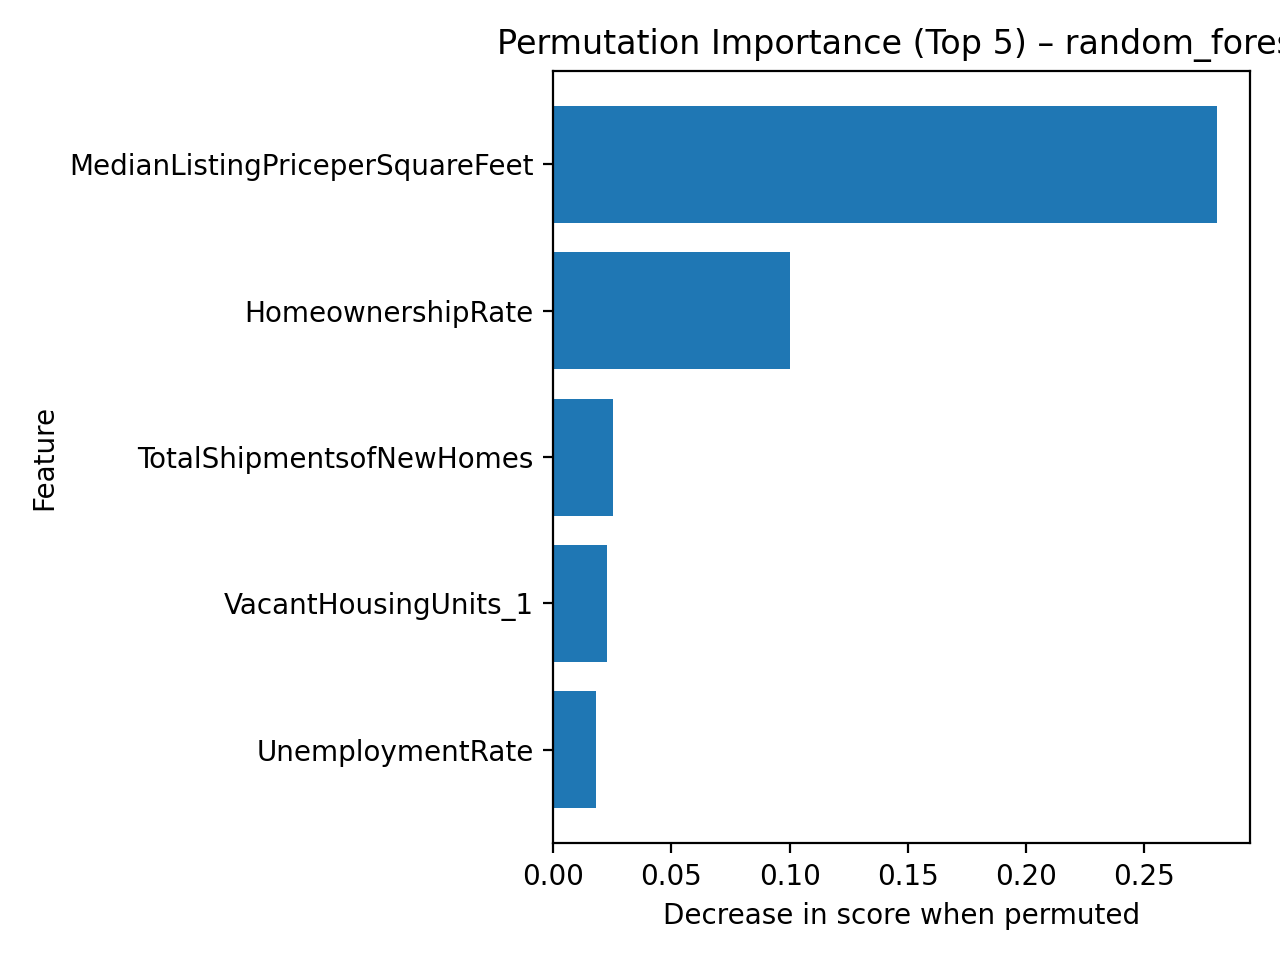 Permutation Importance (Top 5) – random_fores
MedianListingPriceperSquareFeet
HomeownershipRate
TotalShipmentsofNewHomes
VacantHousingUnits_1
UnemploymentRate
Feature
0.00 0.05 0.10 0.15 0.20 0.25
Decrease in score when permuted